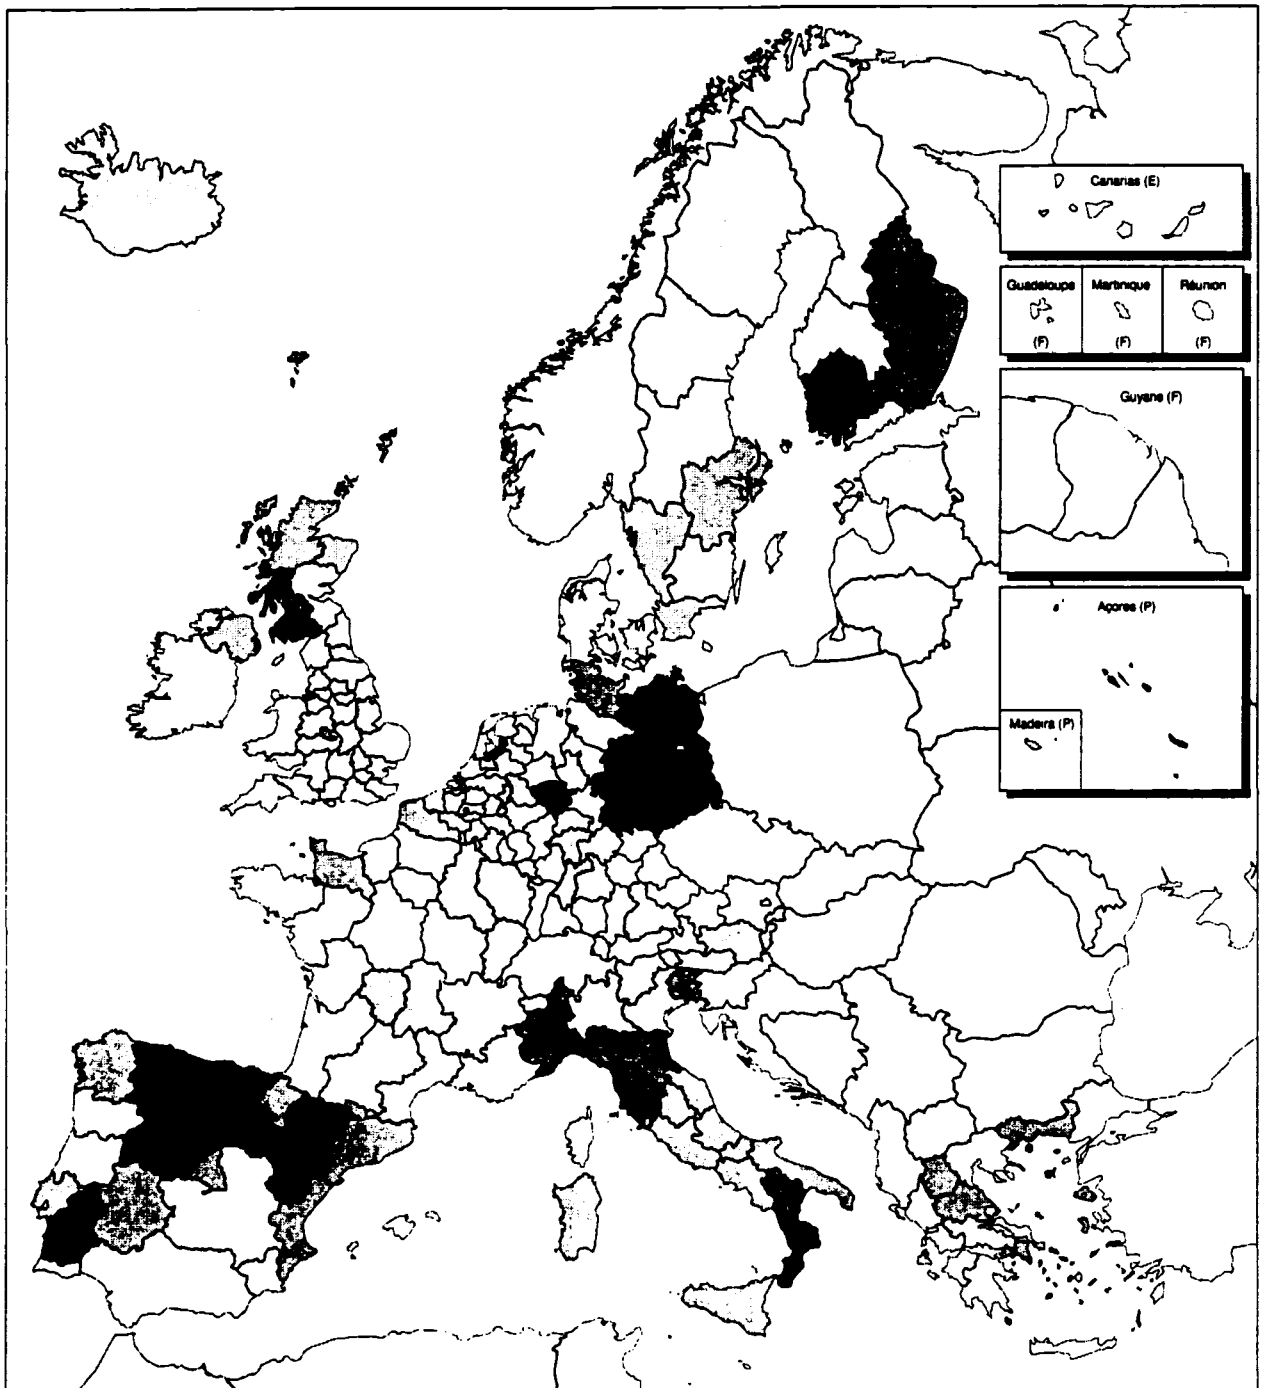 Canarias (E)
Guadeloupe Martinique Réunion
(F) (F) (F)
Guyane (F)
Açores (P)
Madeira (P)